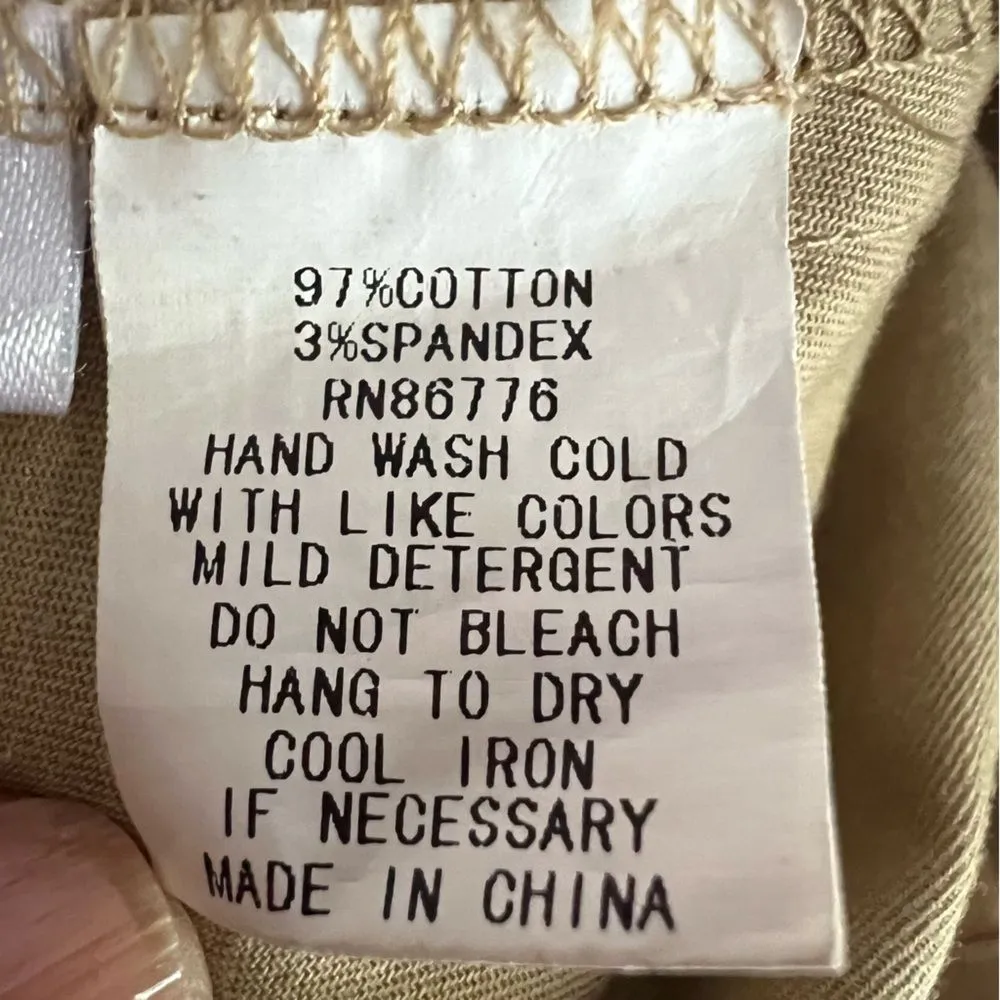 97%COTTON
3%SPANDEX
RN86776
HAND WASH COLD
WITH LIKE COLORS
MILD DETERGENT
DO NOT BLEACH
HANG TO DRY
COOL IRON
IF NECESSARY
MADE IN CHINA